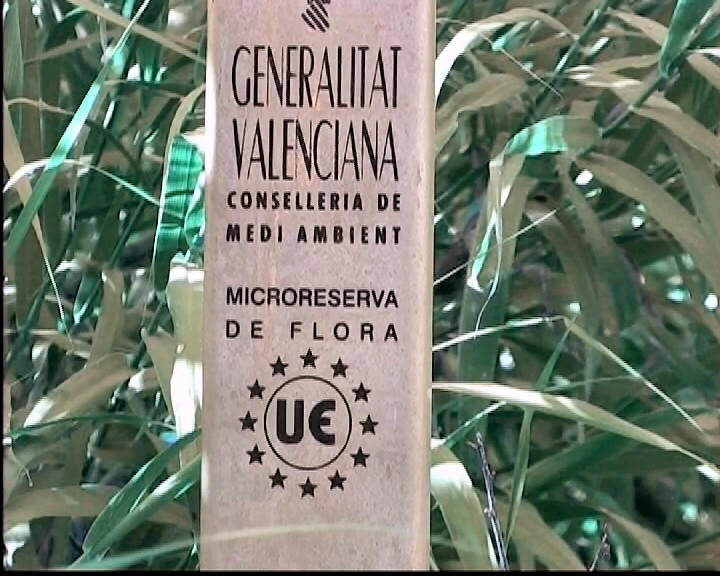 GENERALITAT
VALENCIANA
CONSELLERIA DE
MEDI AMBIENT
MICRORESERVA
DE FLORA
UE